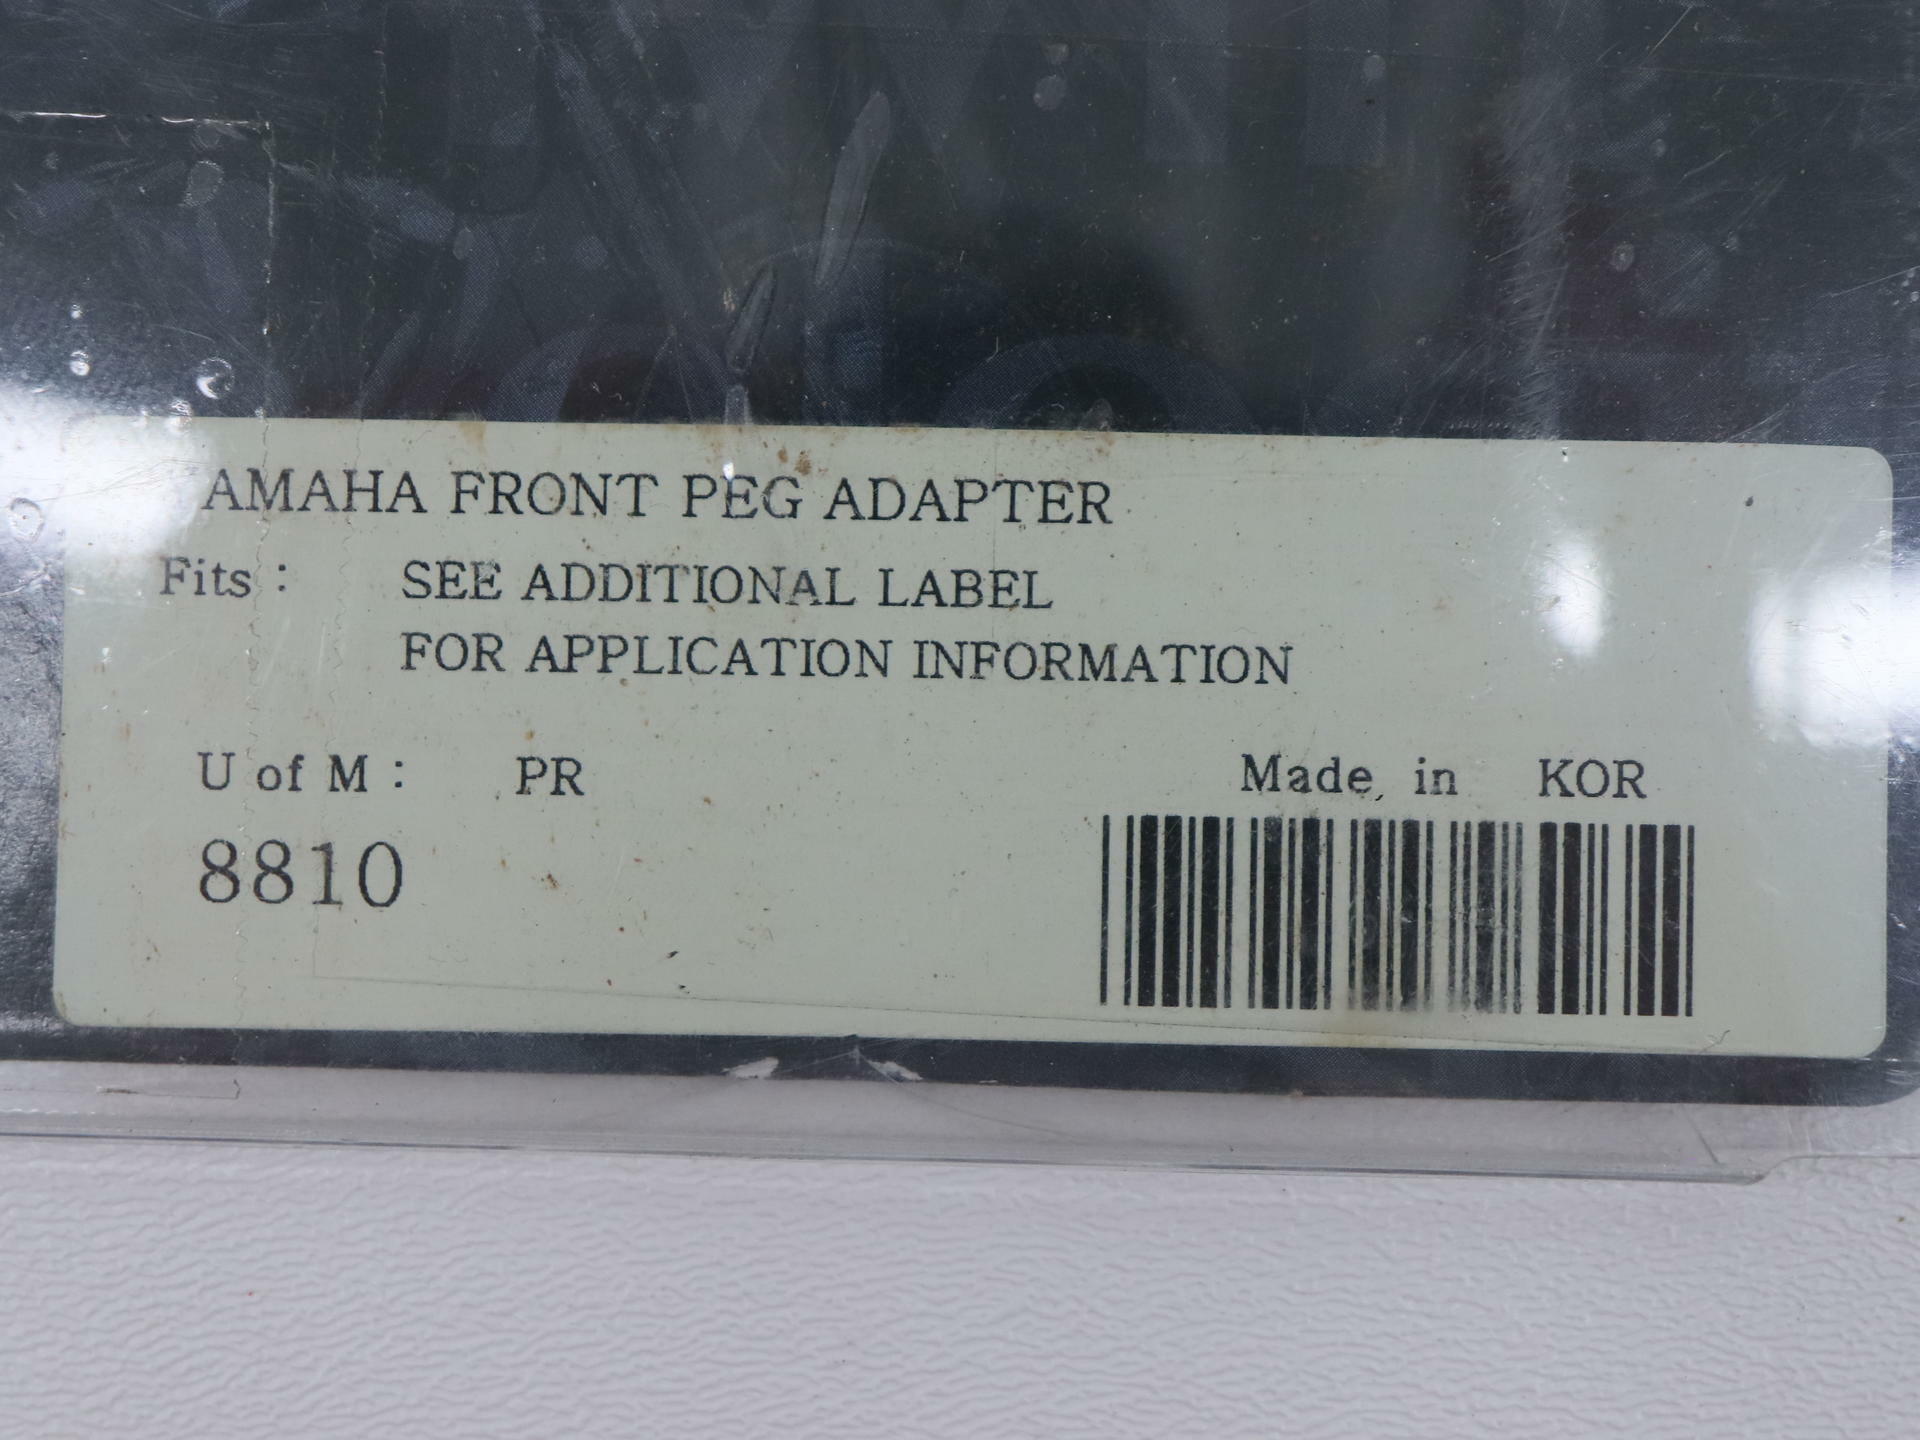 AMAHA FRONT PEG ADAPTER
Fits : SEE ADDITIONAL LABEL
FOR APPLICATION INFORMATION
U of M : PR
Made in KOR
8810